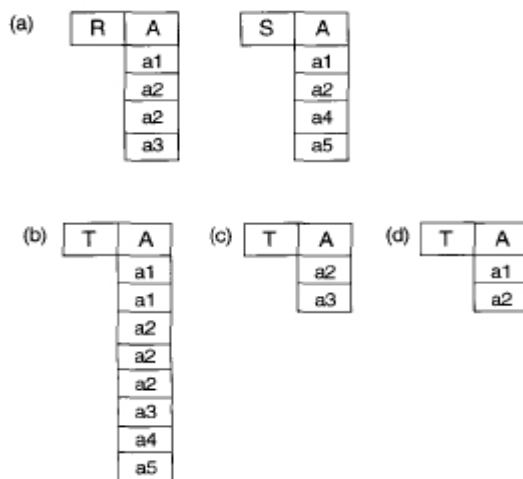 (a) R A S A
a1 a1
a2 a2
a2 a4
a3 a5
(b) T A (c) T A (d) T A
a1 a2 a1
a1 a3 a2
a2
a2
a2
a3
a4
a5